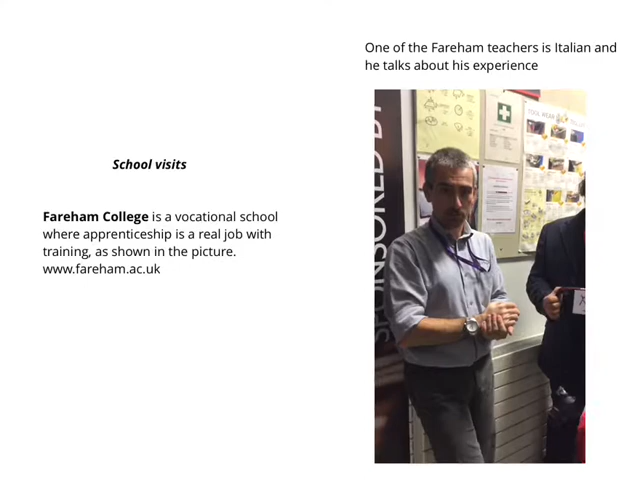 One of the Fareham teachers is Italian and
he talks about his experience
School visits
Fareham College is a vocational school
where apprenticeship is a real job with
training, as shown in the picture.
www.fareham.ac.uk
SPONSORED BY